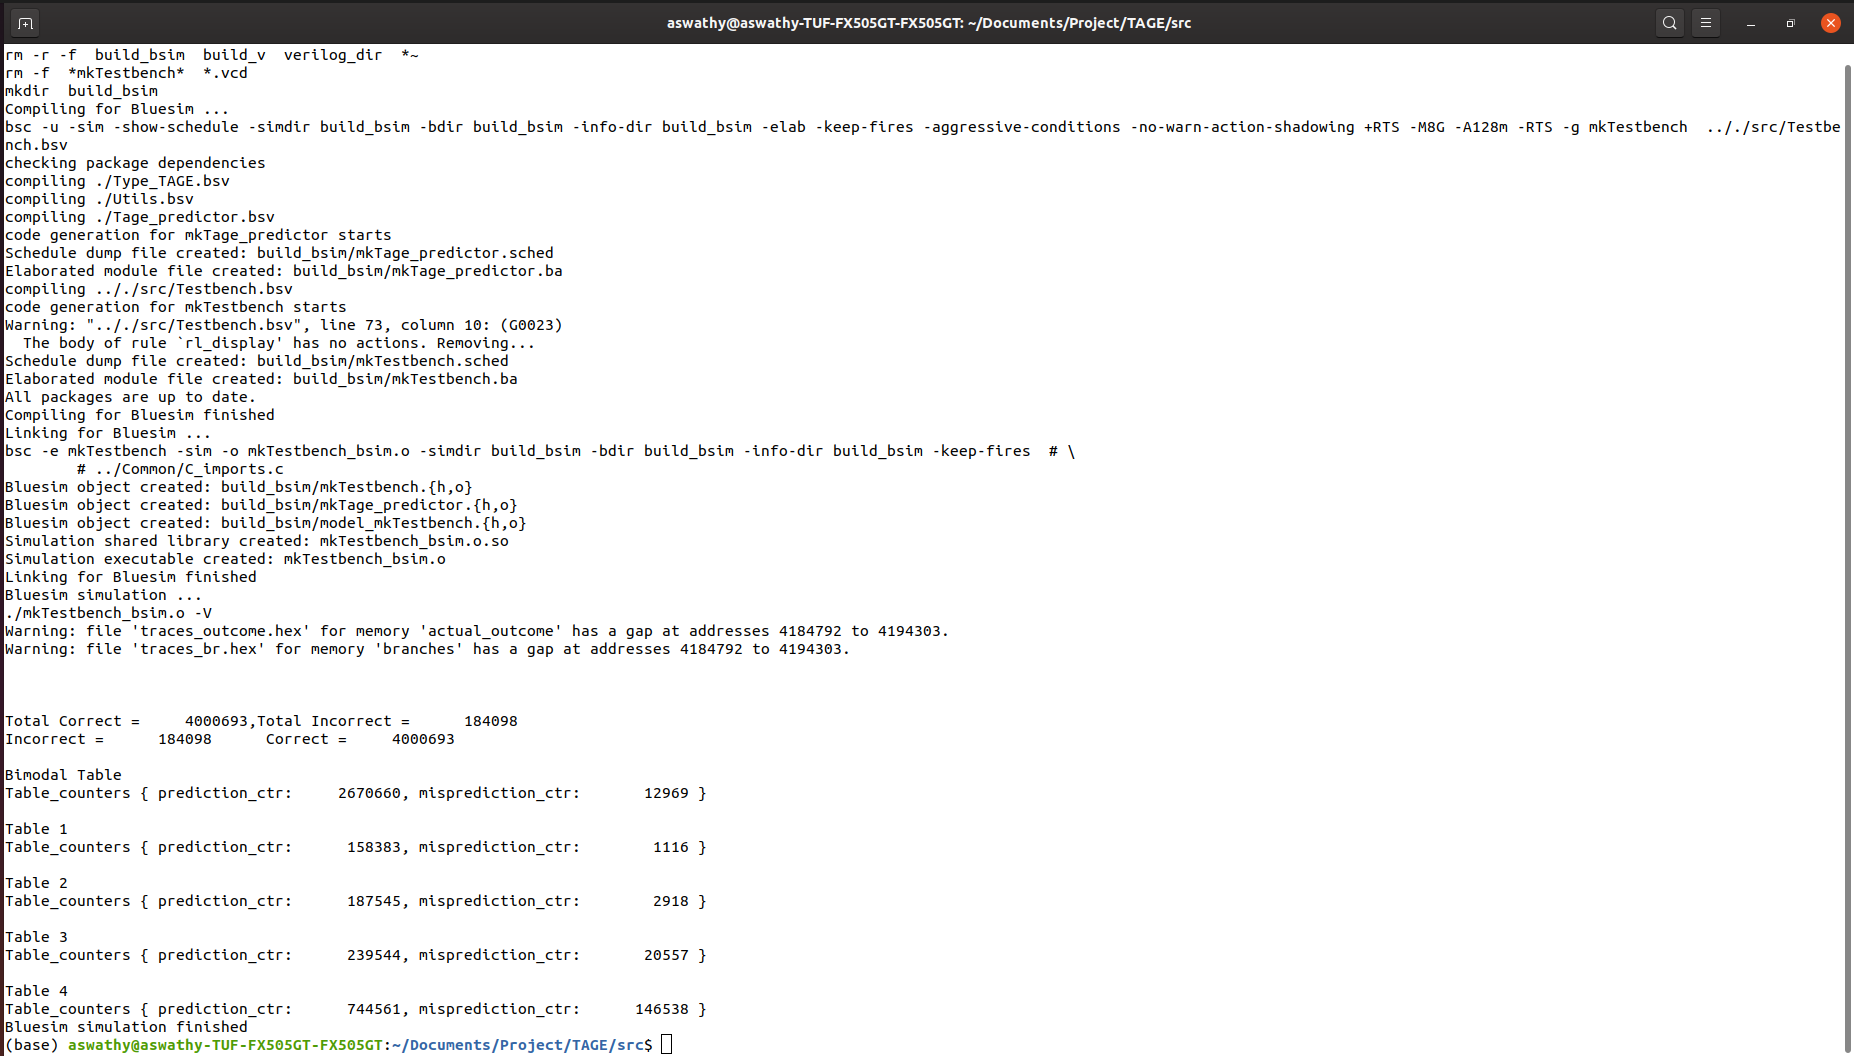 aswathy@aswathy-TUF-FX505GT-FX505GT: ~/Documents/Project/TAGE/src
rm -r -f  build_bsim  build_v  verilog_dir  *~
rm -f  *mkTestbench*  *.vcd
mkdir  build_bsim
Compiling for Bluesim ...
bsc -u -sim -show-schedule -simdir build_bsim -bdir build_bsim -info-dir build_bsim -elab -keep-fires -aggressive-conditions -no-warn-action-shadowing +RTS -M8G -A128m -RTS -g mkTestbench  .././src/Testbe
nch.bsv
checking package dependencies
compiling ./Type_TAGE.bsv
compiling ./Utils.bsv
compiling ./Tage_predictor.bsv
code generation for mkTage_predictor starts
Schedule dump file created: build_bsim/mkTage_predictor.sched
Elaborated module file created: build_bsim/mkTage_predictor.ba
compiling .././src/Testbench.bsv
code generation for mkTestbench starts
Warning: ".././src/Testbench.bsv", line 73, column 10: (G0023)
  The body of rule `rl_display' has no actions. Removing...
Schedule dump file created: build_bsim/mkTestbench.sched
Elaborated module file created: build_bsim/mkTestbench.ba
All packages are up to date.
Compiling for Bluesim finished
Linking for Bluesim ...
bsc -e mkTestbench -sim -o mkTestbench_bsim.o -simdir build_bsim -bdir build_bsim -info-dir build_bsim -keep-fires  # \
        # ../Common/C_imports.c
Bluesim object created: build_bsim/mkTestbench.{h,o}
Bluesim object created: build_bsim/mkTage_predictor.{h,o}
Bluesim object created: build_bsim/model_mkTestbench.{h,o}
Simulation shared library created: mkTestbench_bsim.o.so
Simulation executable created: mkTestbench_bsim.o
Linking for Bluesim finished
Bluesim simulation ...
./mkTestbench_bsim.o -V
Warning: file 'traces_outcome.hex' for memory 'actual_outcome' has a gap at addresses 4184792 to 4194303.
Warning: file 'traces_br.hex' for memory 'branches' has a gap at addresses 4184792 to 4194303.
Total Correct =     4000693,Total Incorrect =      184098
Incorrect =      184098      Correct =     4000693
Bimodal Table
Table_counters { prediction_ctr:     2670660, misprediction_ctr:       12969 }
Table 1
Table_counters { prediction_ctr:      158383, misprediction_ctr:        1116 }
Table 2
Table_counters { prediction_ctr:      187545, misprediction_ctr:        2918 }
Table 3
Table_counters { prediction_ctr:      239544, misprediction_ctr:       20557 }
Table 4
Table_counters { prediction_ctr:      744561, misprediction_ctr:      146538 }
Bluesim simulation finished
(base) aswathy@aswathy-TUF-FX505GT-FX505GT:~/Documents/Project/TAGE/src$